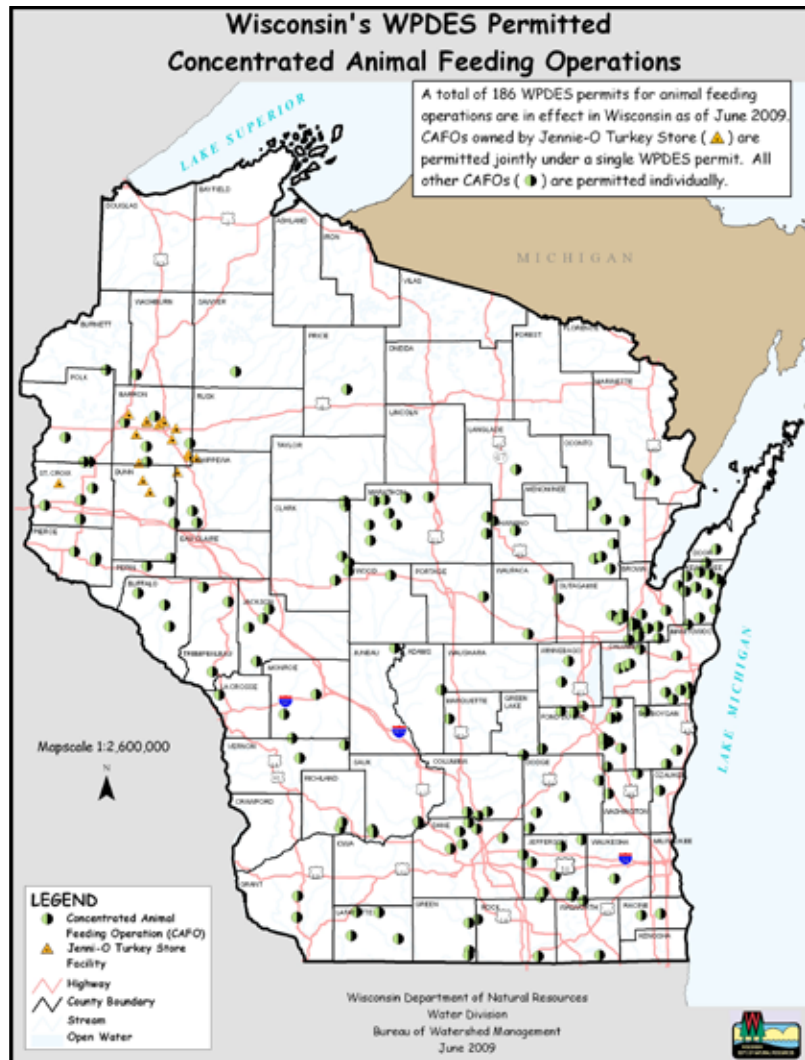 Wisconsin's WPDES Permitted
Concentrated Animal Feeding Operations
A total of 186 WPDES permits for animal feeding
operations are in effect in Wisconsin as of June 2009.
CAFOs owned by Jennie-O Turkey Store ( ) are
permitted jointly under a single WPDES permit. All
other CAFOs ( ) are permitted individually.
LAKE SUPERIOR
BAYFIELD
DOUGLAS
ASHLAND
IRON
MICHIGAN
VILAS
WASHBURN
SAWYER
BURNETT
FLORENCE
FOREST
PRICE
ONEIDA
POLK
MARINETTE
BARRON
RUSK
LINCOLN
LANGLADE
OCONTO
TAYLOR
CHIPPEWA
ST. CROIX
DUNN
MENOMINEE
MARATHON
CLARK
PIERCE
EAU CLAIRE
DOOR
PEPIN
WOOD
PORTAGE
WAUPACA
BROWN
BUFFALO
OUTAGAMIE
JACKSON
TREMPEALEAU
JUNEAU
ADAMS
WAUSHARA
WINNEBAGO
MONROE
LA CROSSE
MARQUETTE
GREEN
LAKE
LAKE MICHIGAN
Mapscale 1:2,600,000
N
VERNON
SAUK
COLUMBIA
DODGE
OZAUKEE
RICHLAND
WASHINGTON
CRAWFORD
DANE
IOWA
JEFFERSON
WAUKESHA
MILWAUKEE
GRANT
LAFAYETTE
GREEN
ROCK
WALWORTH
RACINE
KENOSHA
LEGEND
Concentrated Animal
Feeding Operation (CAFO)
Jenni-O Turkey Store
Facility
Highway
County Boundary
Stream
Open Water
Wisconsin Department of Natural Resources
Water Division
Bureau of Watershed Management
June 2009